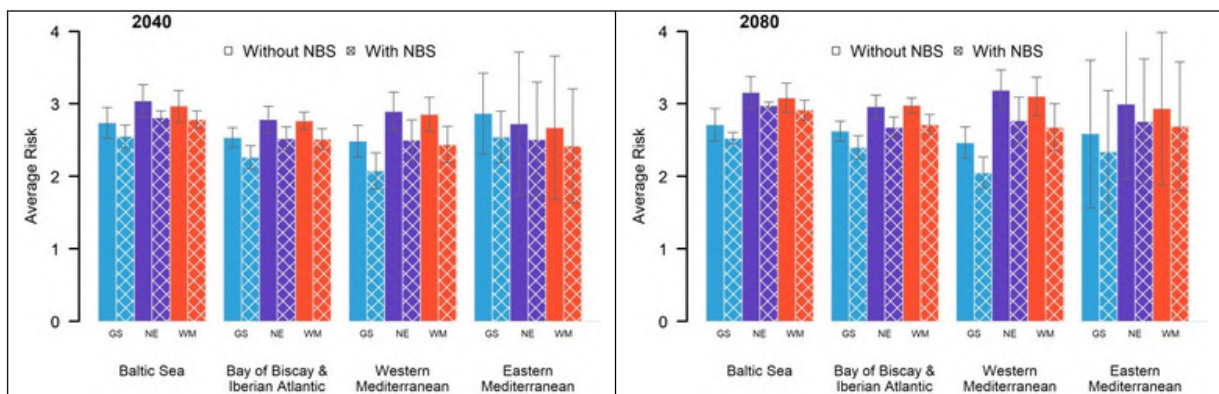 2040
Without NBS With NBS
Average Risk
4
3
2
1
0
GS NE WM GS NE WM GS NE WM GS NE WM
Baltic Sea Bay of Biscay & Western Eastern
Iberian Atlantic Mediterranean Mediterranean
2080
Without NBS With NBS
Average Risk
4
3
2
1
0
GS NE WM GS NE WM GS NE WM GS NE WM
Baltic Sea Bay of Biscay & Western Eastern
Iberian Atlantic Mediterranean Mediterranean